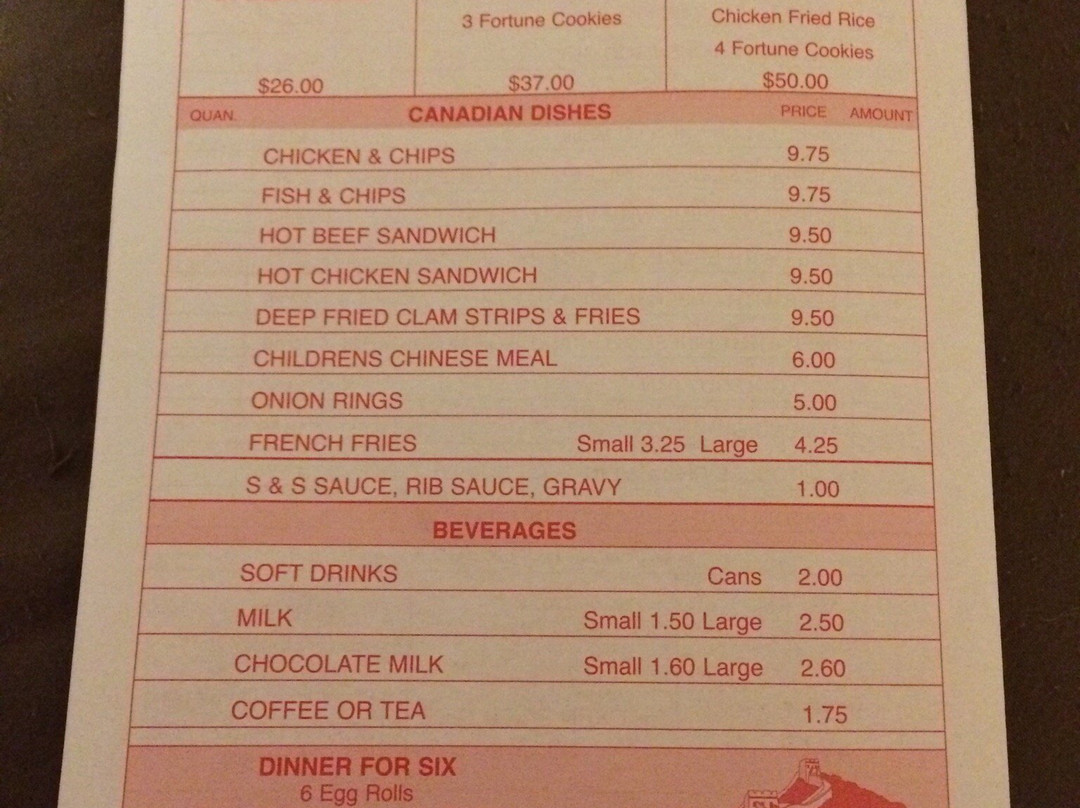 3 Fortune Cookies
Chicken Fried Rice
4 Fortune Cookies
$26.00 $37.00 $50.00
QUAN. CANADIAN DISHES PRICE AMOUNT
CHICKEN & CHIPS 9.75
FISH & CHIPS 9.75
HOT BEEF SANDWICH 9.50
HOT CHICKEN SANDWICH 9.50
DEEP FRIED CLAM STRIPS & FRIES 9.50
CHILDRENS CHINESE MEAL 6.00
ONION RINGS 5.00
FRENCH FRIES Small 3.25 Large 4.25
S & S SAUCE, RIB SAUCE, GRAVY 1.00
BEVERAGES
SOFT DRINKS Cans 2.00
MILK Small 1.50 Large 2.50
CHOCOLATE MILK Small 1.60 Large 2.60
COFFEE OR TEA 1.75
DINNER FOR SIX
6 Egg Rolls